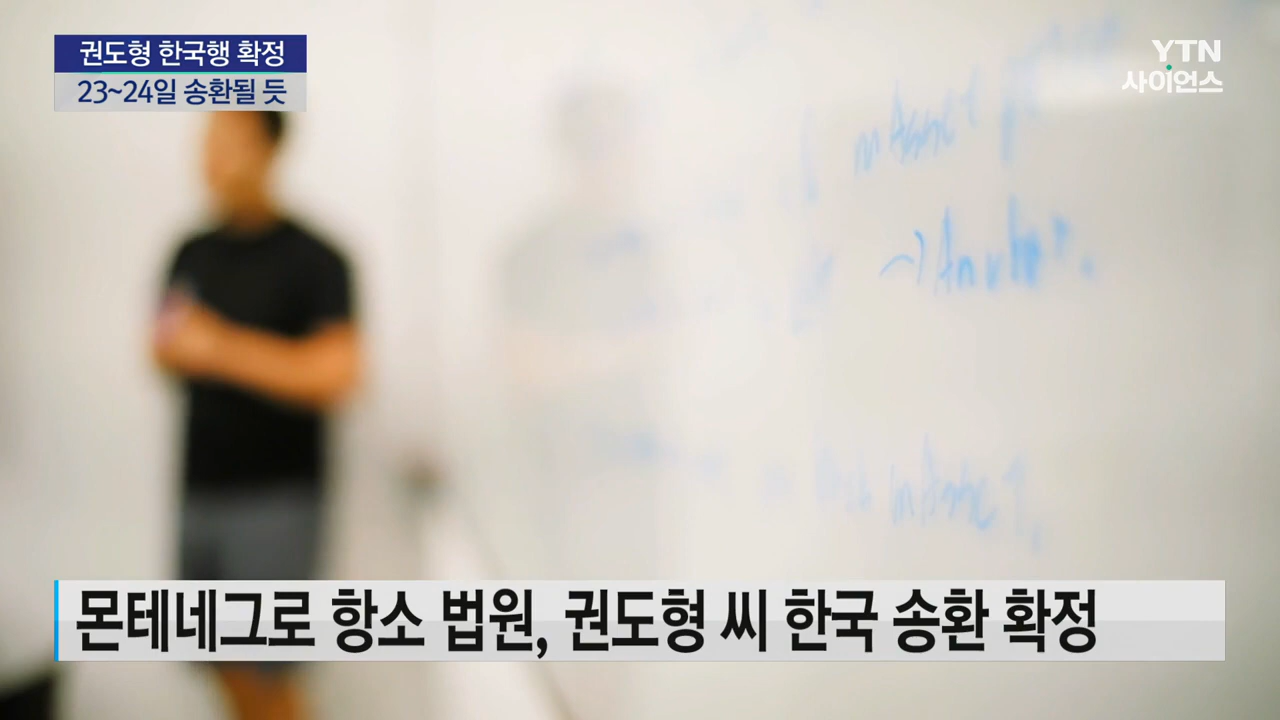 권도형 한국행 확정
23~24일 송환될 듯
YTN
사이언스
몬테네그로 항소 법원, 권도형 씨 한국 송환 확정